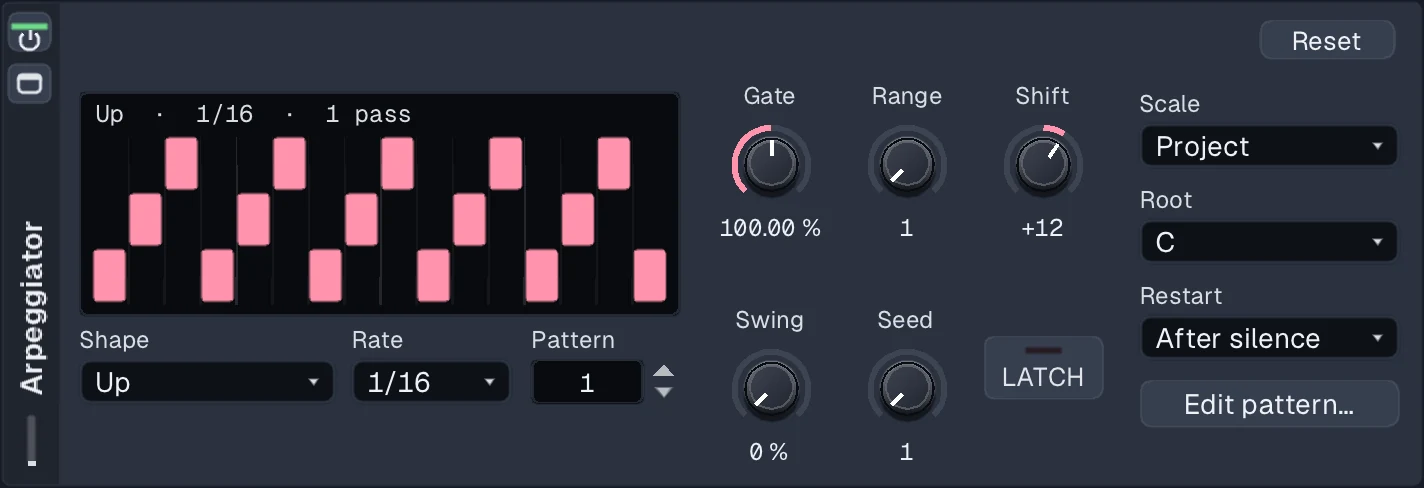 Arpeggiator
Reset
Up · 1/16 · 1 pass
Shape
Up
Rate
1/16
Pattern
1
Gate
100.00 %
Range
1
Shift
+12
Swing
0 %
Seed
1
LATCH
Scale
Project
Root
C
Restart
After silence
Edit pattern...